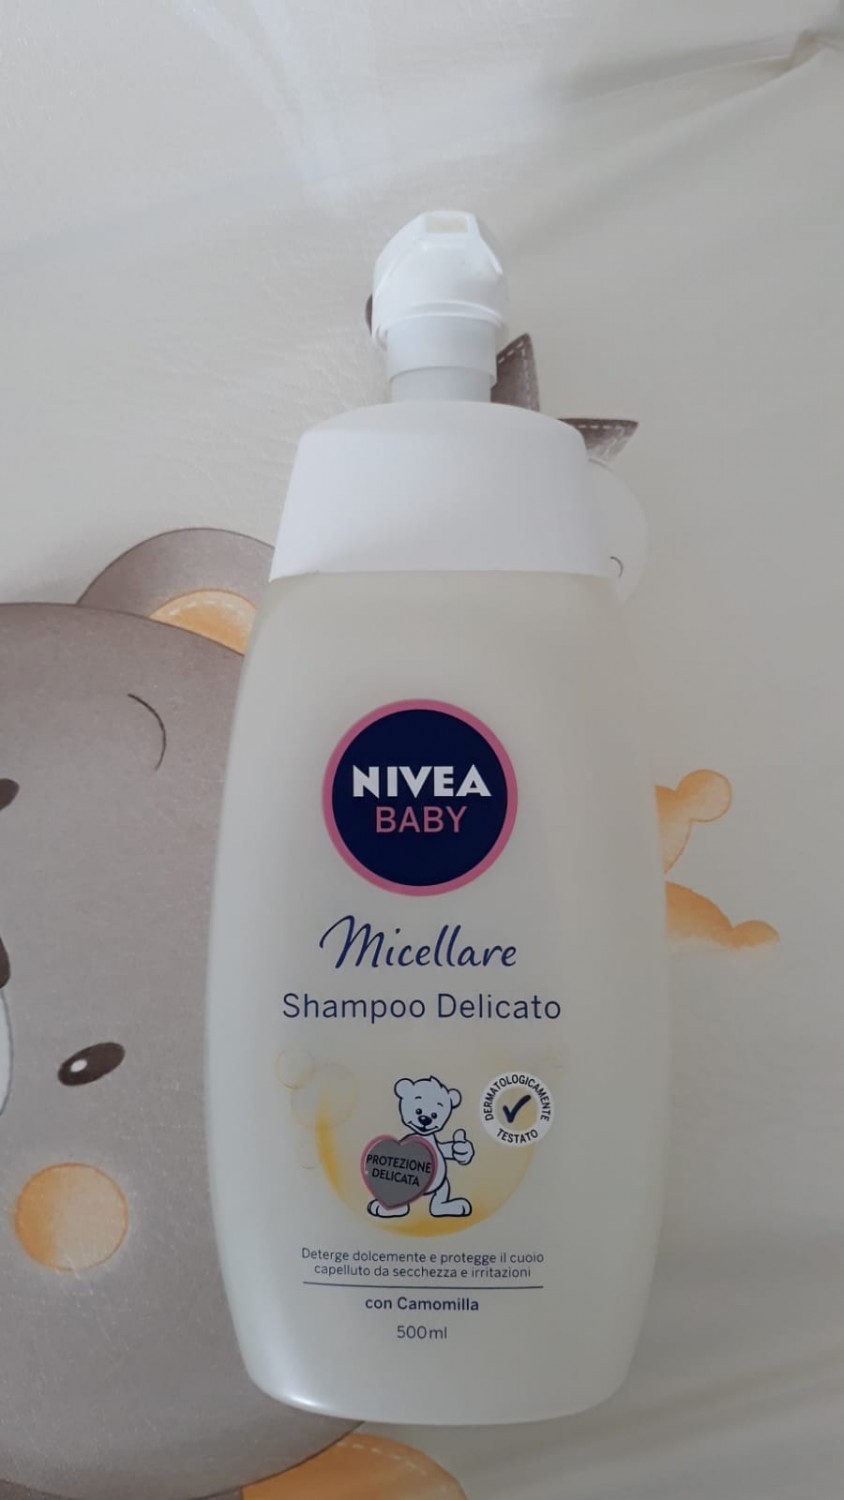 NIVEA
BABY
Micellare
Shampoo Delicato
DERMATOLOGICAMENTE
TESTATO
PROTEZIONE
DELICATA
Deterge dolcemente e protegge il cuoio
capelluto da secchezza e irritazioni
con Camomilla
500ml